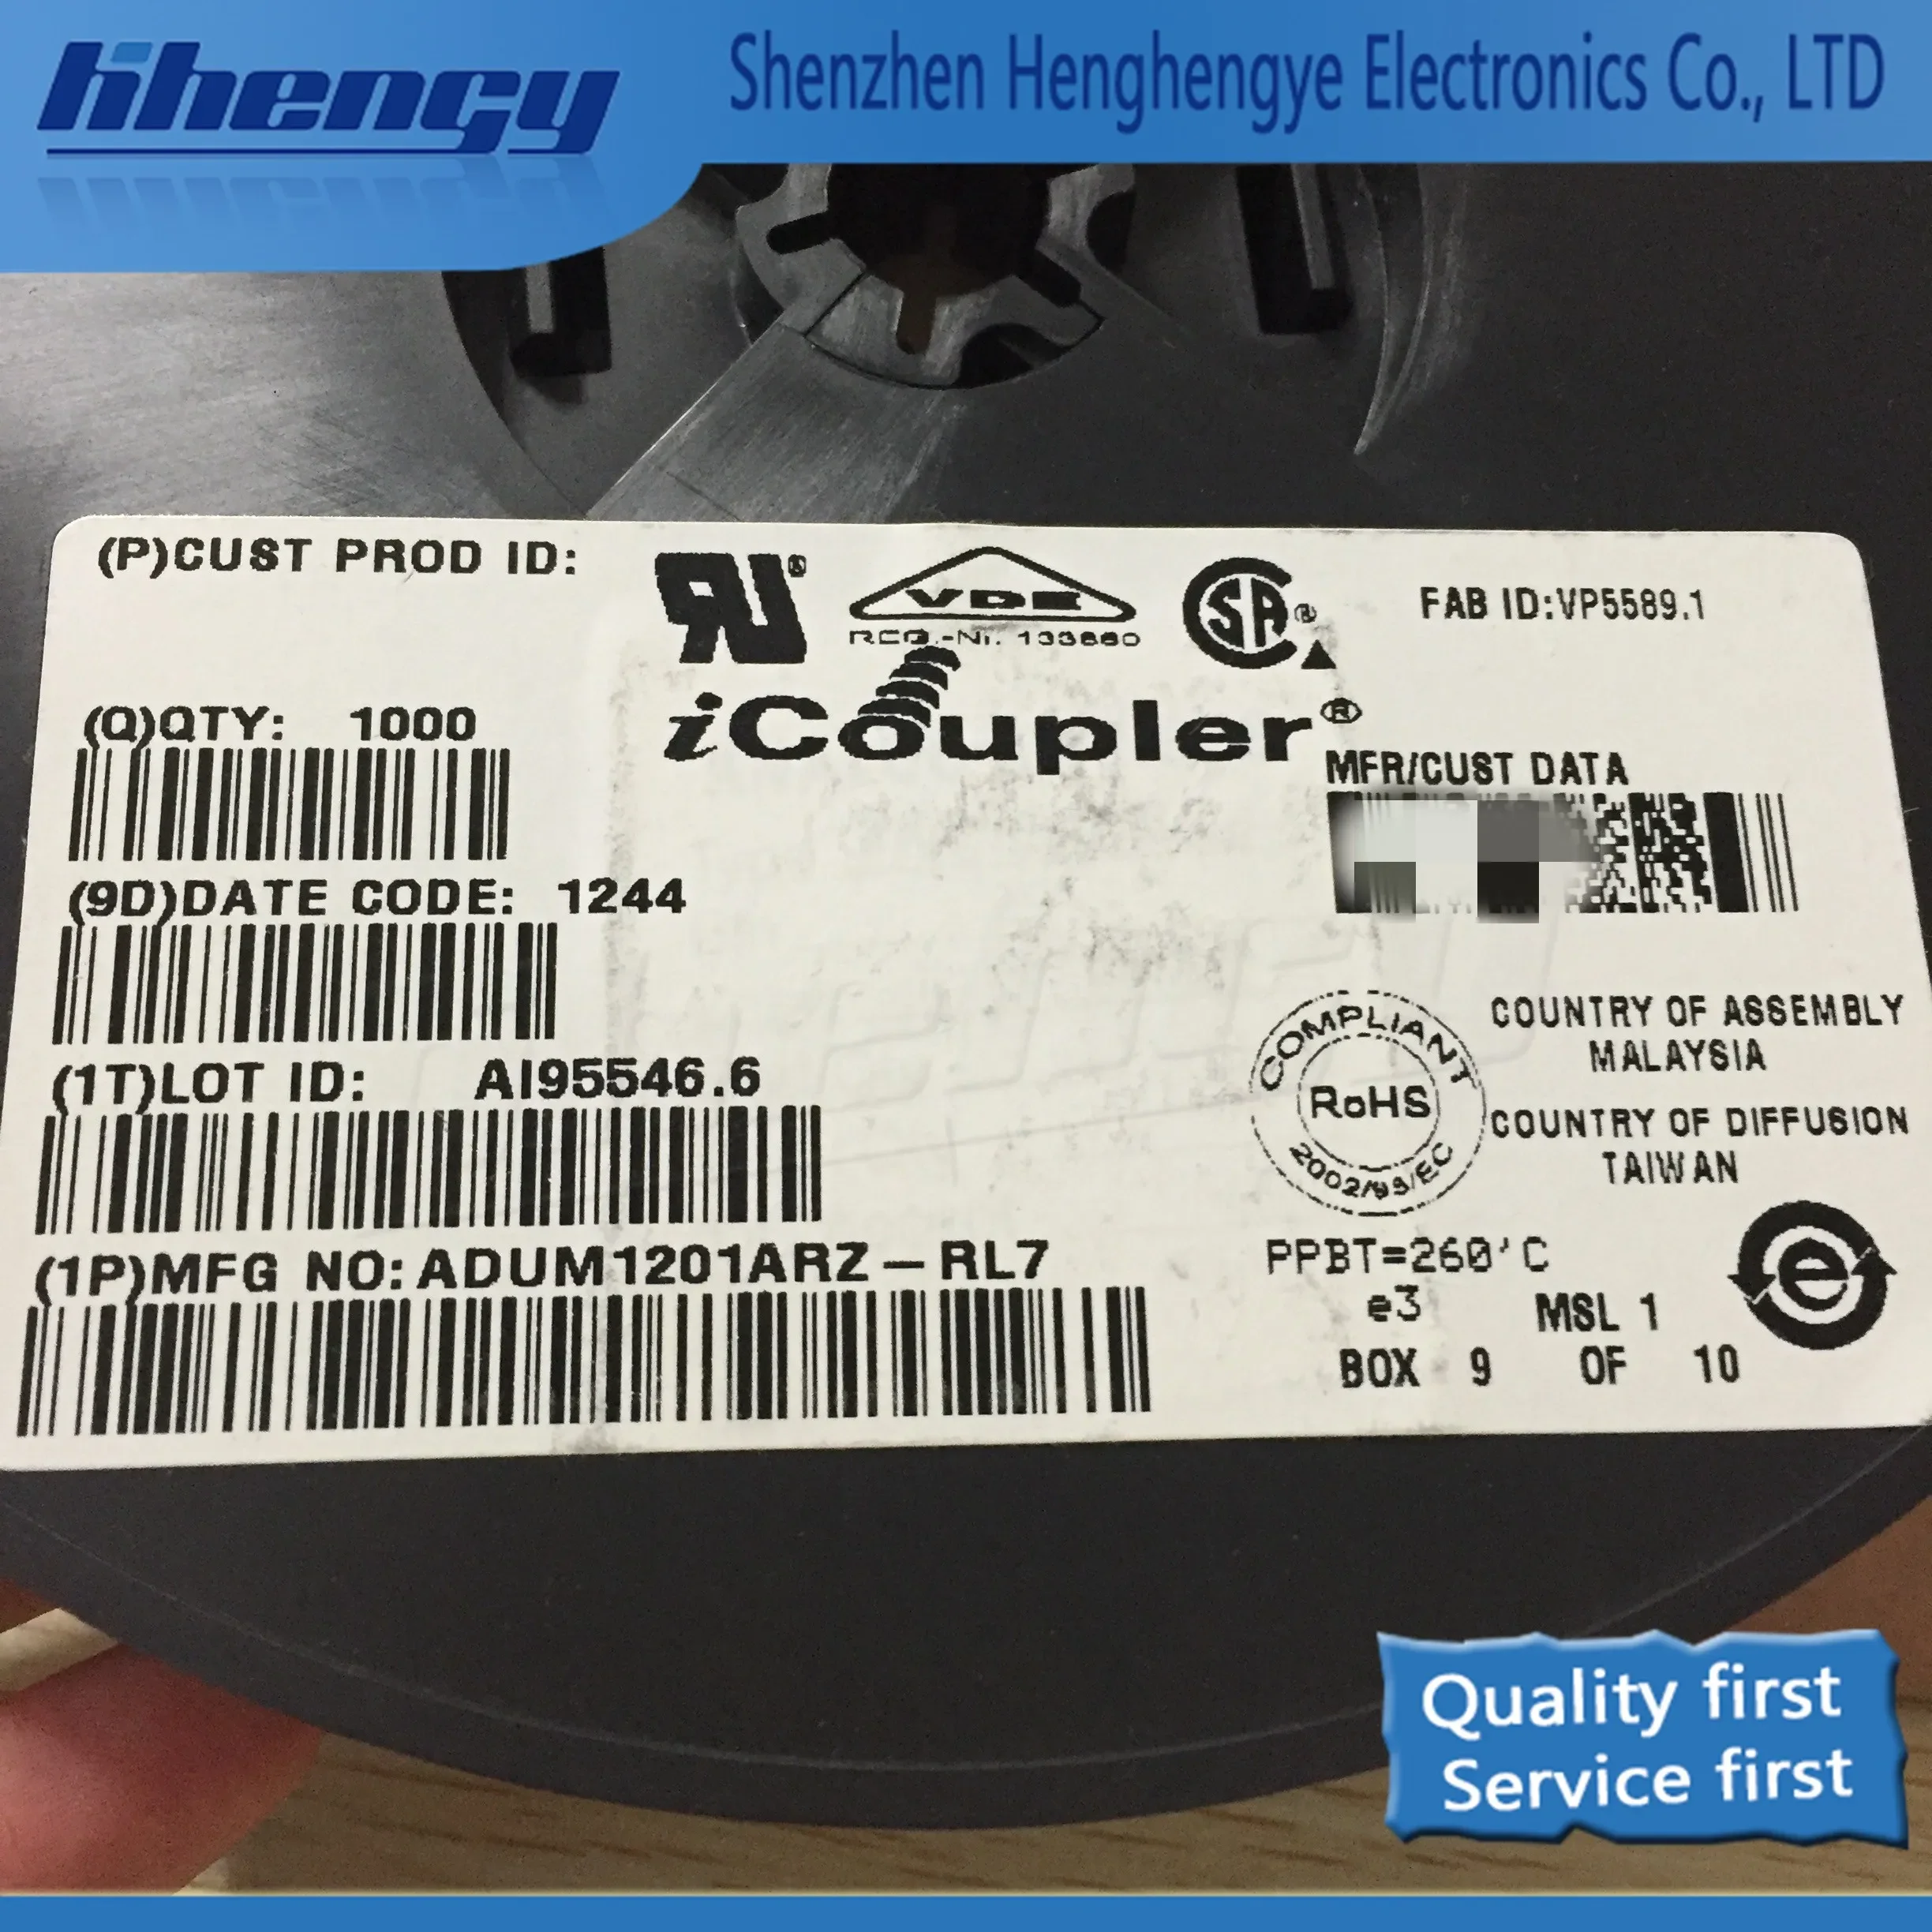 hhency
Shenzhen Henghengye Electronics Co., LTD
(P)CUST PROD ID:
VDE
REG.-Nr. 133880
SA®
FAB ID:VP5589.1
(Q)QTY: 1000
iCoupler®
MFR/CUST DATA
(9D)DATE CODE: 1244
(1T)LOT ID: AI95546.6
COMPLIANT
RoHS
2002/95/EC
COUNTRY OF ASSEMBLY
MALAYSIA
COUNTRY OF DIFFUSION
TAIWAN
(1P)MFG NO: ADUM1201ARZ-RL7
PPBT=260'C
e3 MSL 1
e
BOX 9 OF 10
Quality first
Service first